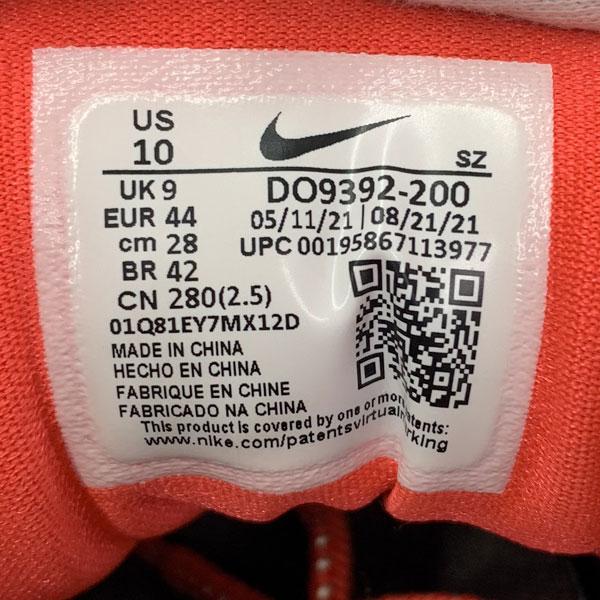 US
10
SZ
UK 9
EUR 44
cm 28
BR 42
CN 280(2.5)
DO9392-200
05/11/21 | 08/21/21
UPC 00195867113977
01Q81EY7MX12D
MADE IN CHINA
HECHO EN CHINA
FABRIQUE EN CHINE
FABRICADO NA CHINA
This product is covered by one or more patents:
www.nike.com/patentsvirtualmarking